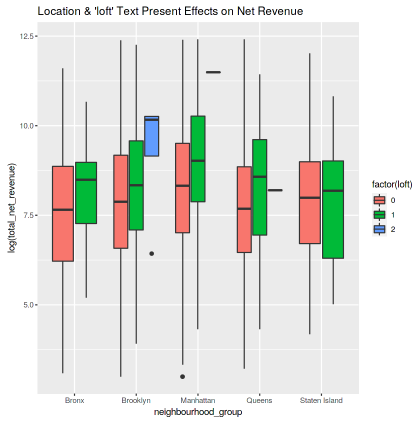 Location & 'loft' Text Present Effects on Net Revenue
12.5
10.0
7.5
5.0
log(total_net_revenue)
Bronx Brooklyn Manhattan Queens Staten Island
neighbourhood_group
factor(loft)
0
1
2